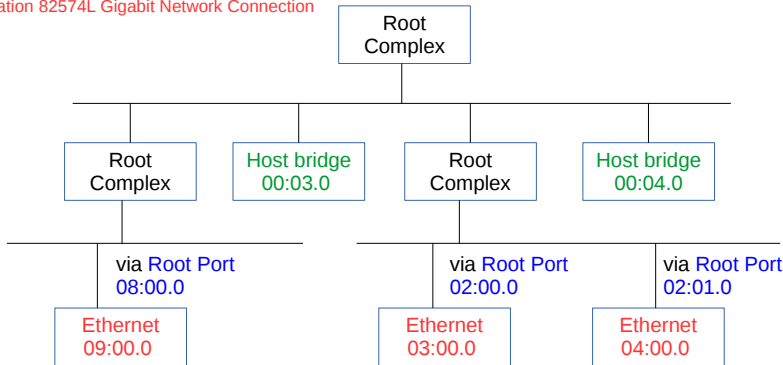 ation 82574L Gigabit Network Connection
Root
Complex
Root
Complex
Host bridge
00:03.0
Root
Complex
Host bridge
00:04.0
via Root Port
08:00.0
via Root Port
02:00.0
via Root Port
02:01.0
Ethernet
09:00.0
Ethernet
03:00.0
Ethernet
04:00.0